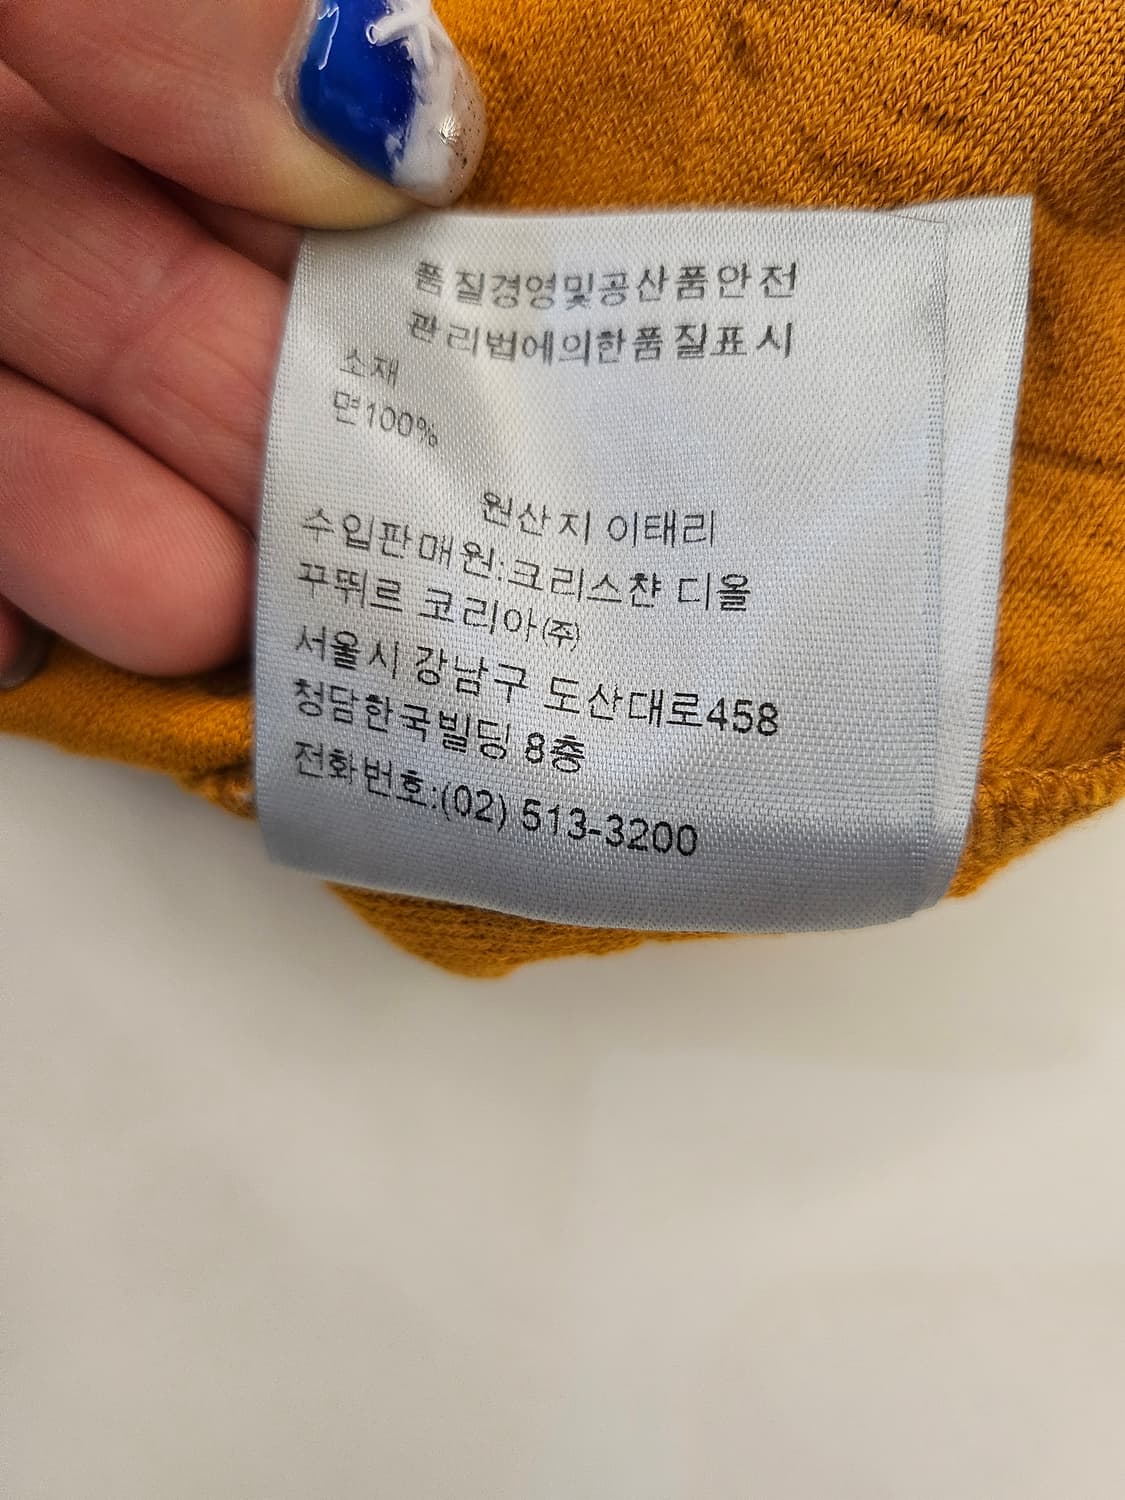 품질경영및공산품안전
관리법에의한품질표시
소재
면100%
원산지 이태리
수입판매원:크리스챤 디올
꾸뛰르 코리아㈜
서울시 강남구 도산대로458
청담한국빌딩 8층
전화번호:(02) 513-3200